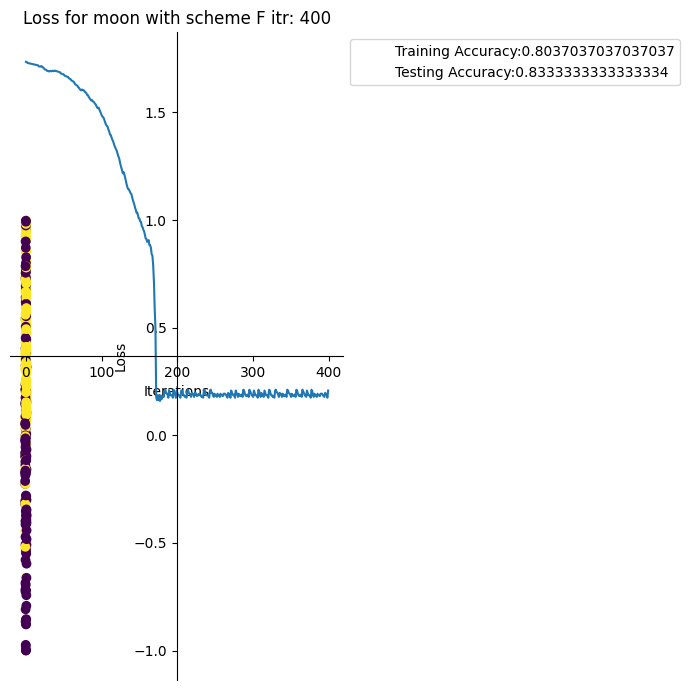 Loss for moon with scheme F itr: 400
Training Accuracy:0.8037037037037037
Testing Accuracy:0.8333333333333334
1.5
1.0
0.5
Loss
0 100 200 300 400
Iterations
0.0
−0.5
−1.0